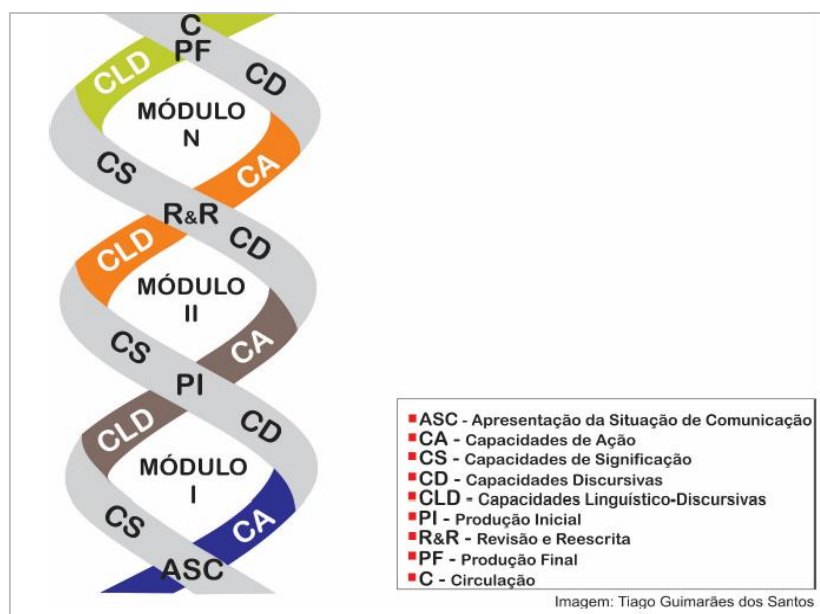 C
PF
CLD
CD
MÓDULO
N
CS
CA
R&R
CLD
CD
MÓDULO
II
CS
CA
PI
CLD
CD
MÓDULO
I
CS
CA
ASC
ASC - Apresentação da Situação de Comunicação
CA - Capacidades de Ação
CS - Capacidades de Significação
CD - Capacidades Discursivas
CLD - Capacidades Linguístico-Discursivas
PI - Produção Inicial
R&R - Revisão e Reescrita
PF - Produção Final
C - Circulação
Imagem: Tiago Guimarães dos Santos